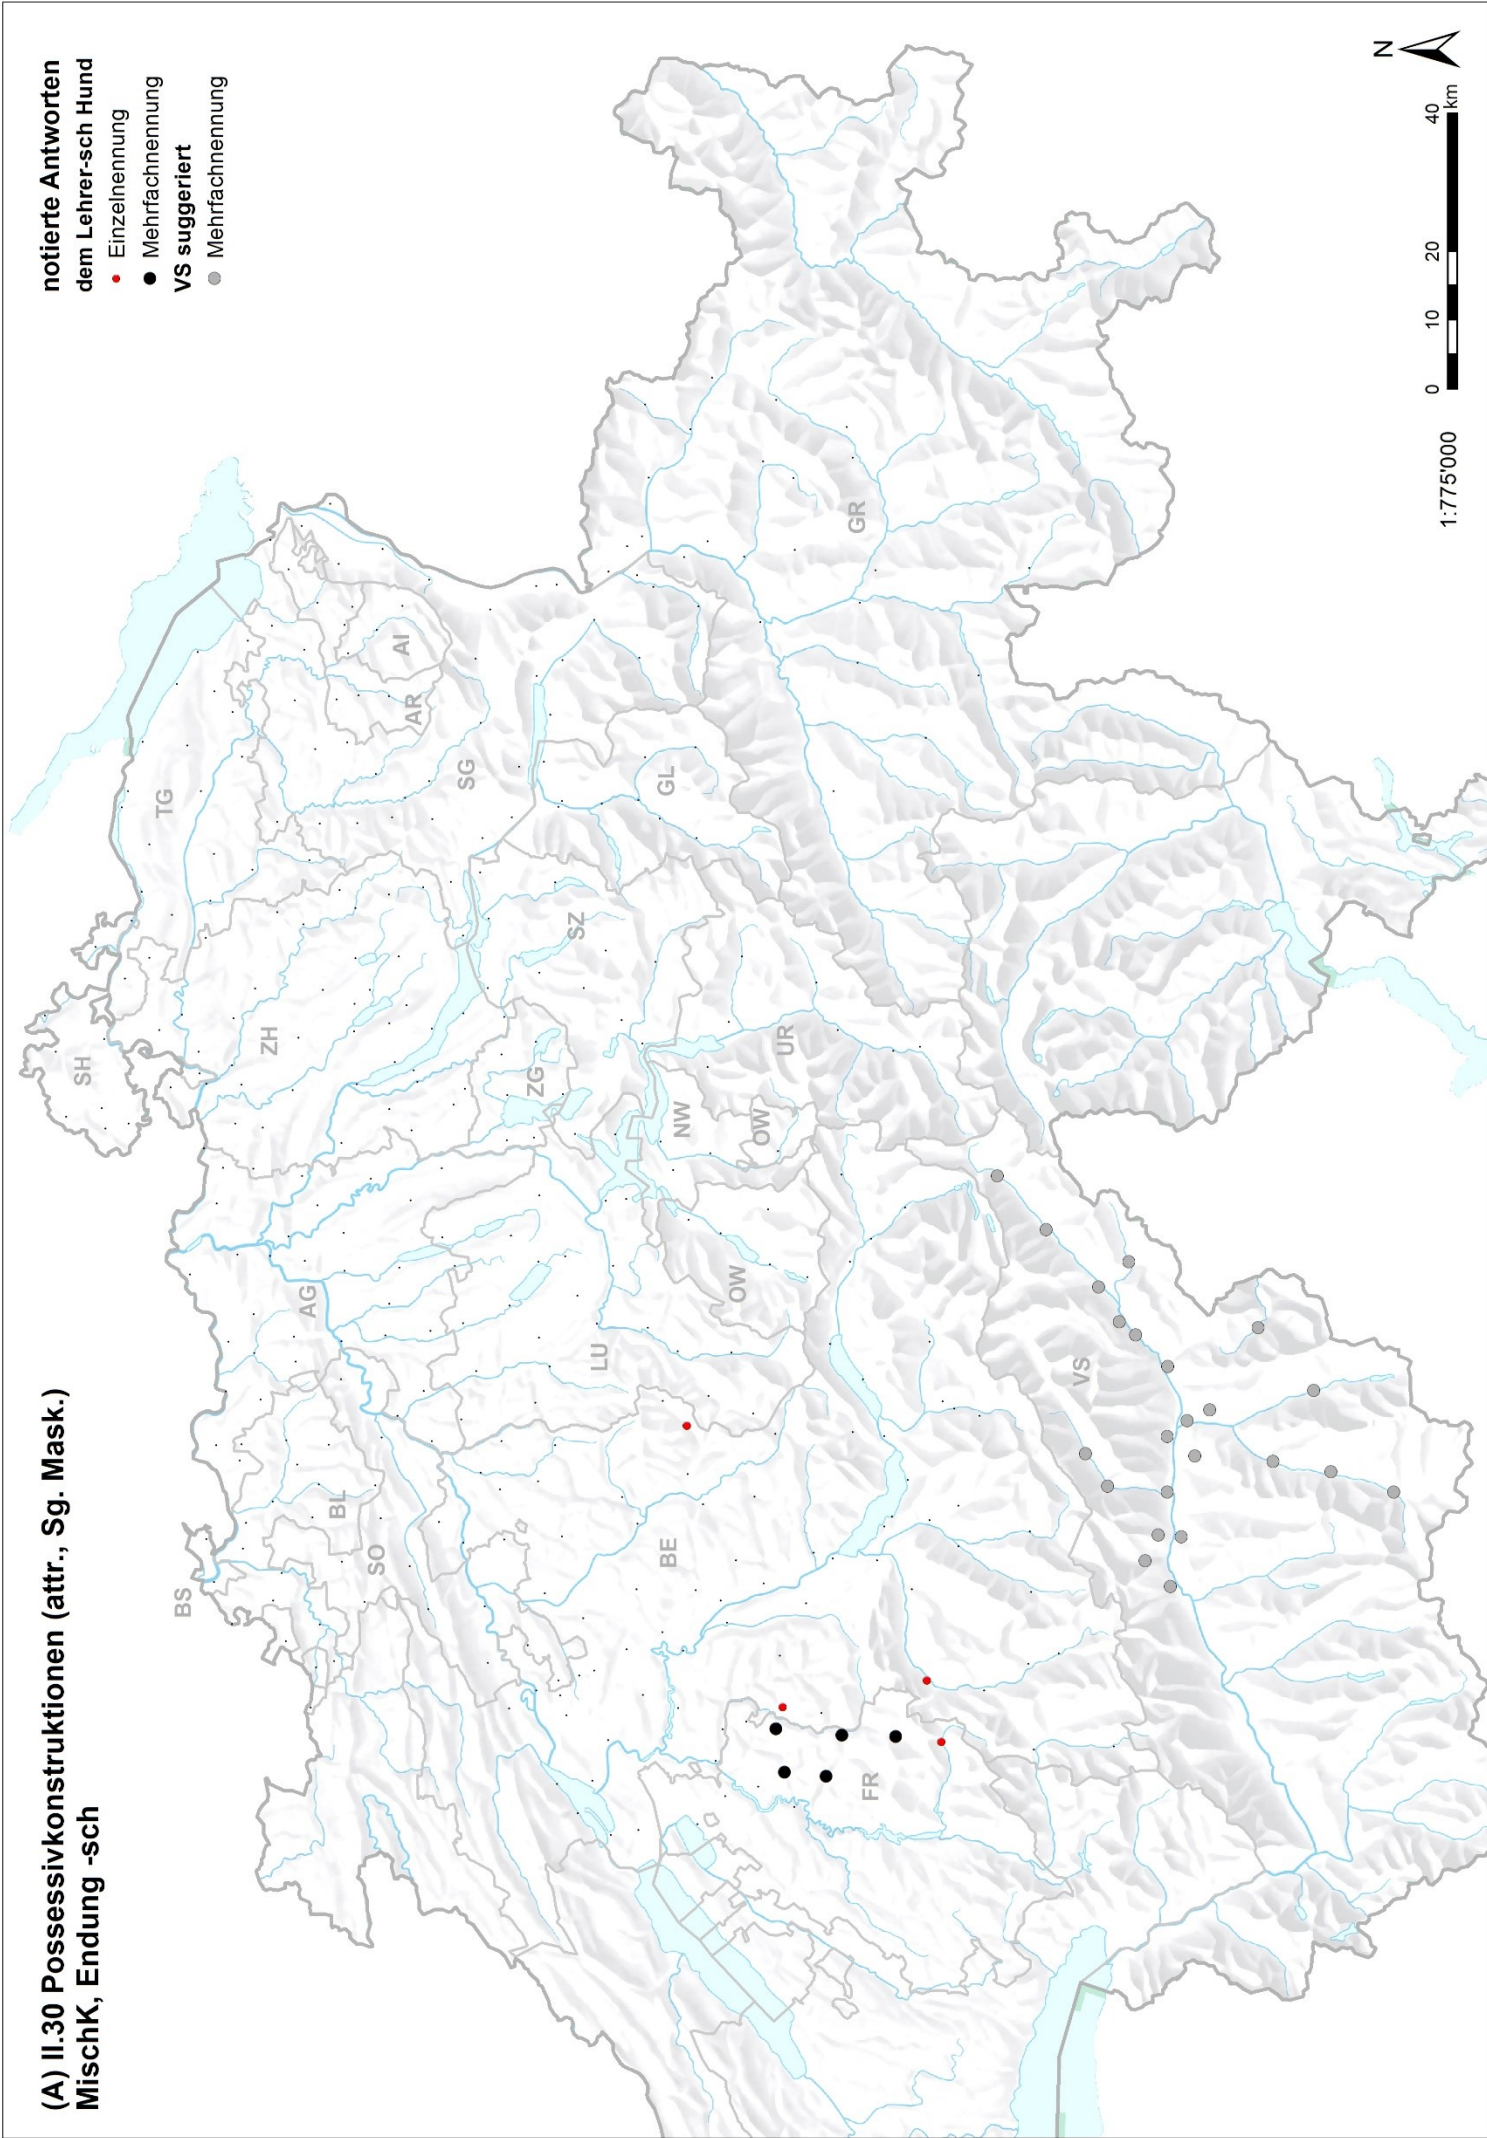 (A) II.30 Possessivkonstruktionen (attr., Sg. Mask.)
MischK, Endung -sch
notierte Antworten
dem Lehrer-sch Hund
Einzelnennung
Mehrfachnennung
VS suggeriert
Mehrfachnennung
SH
TG
BS
ZH
AG
BL
SO
AI
AR
SG
ZG
SZ
LU
GL
NW
OW
OW
UR
BE
GR
FR
VS
N
0 10 20 40
km
1:775'000